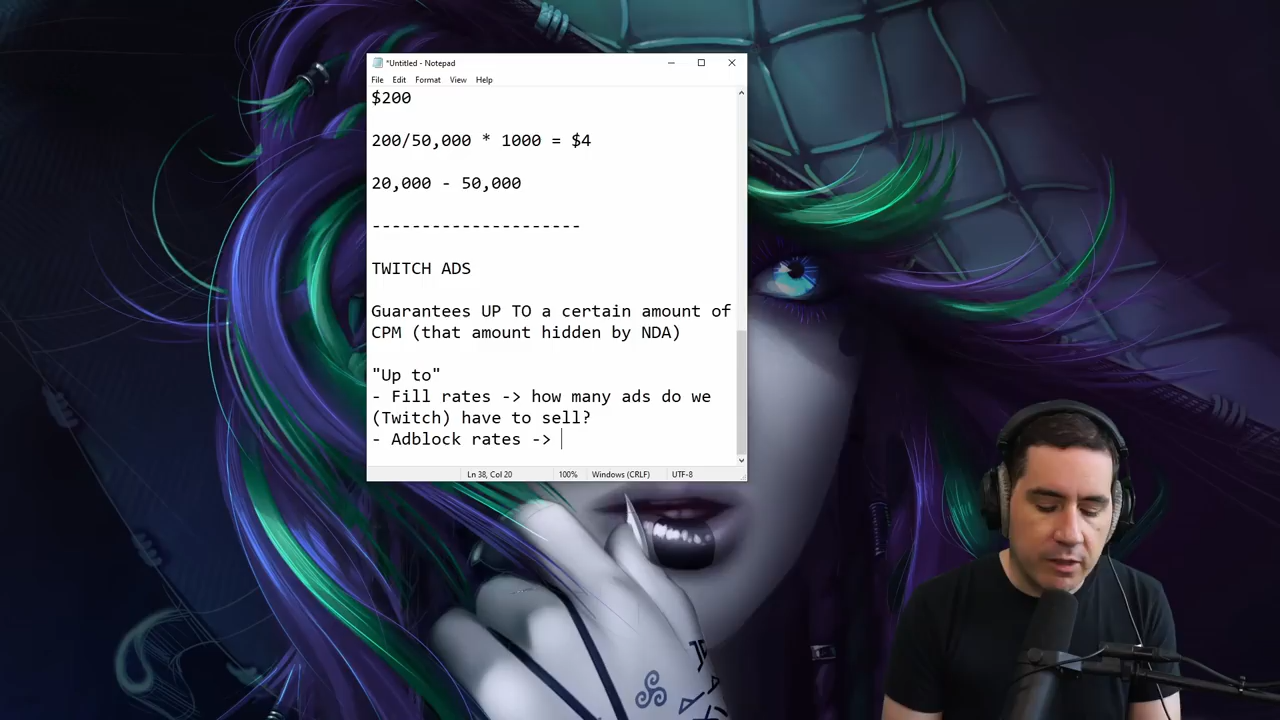 *Untitled - Notepad
File Edit Format View Help
$200
200/50,000 * 1000 = $4
20,000 - 50,000
---------------------
TWITCH ADS
Guarantees UP TO a certain amount of
CPM (that amount hidden by NDA)
"Up to"
- Fill rates -> how many ads do we
(Twitch) have to sell?
- Adblock rates ->
Ln 38, Col 20 100% Windows (CRLF) UTF-8